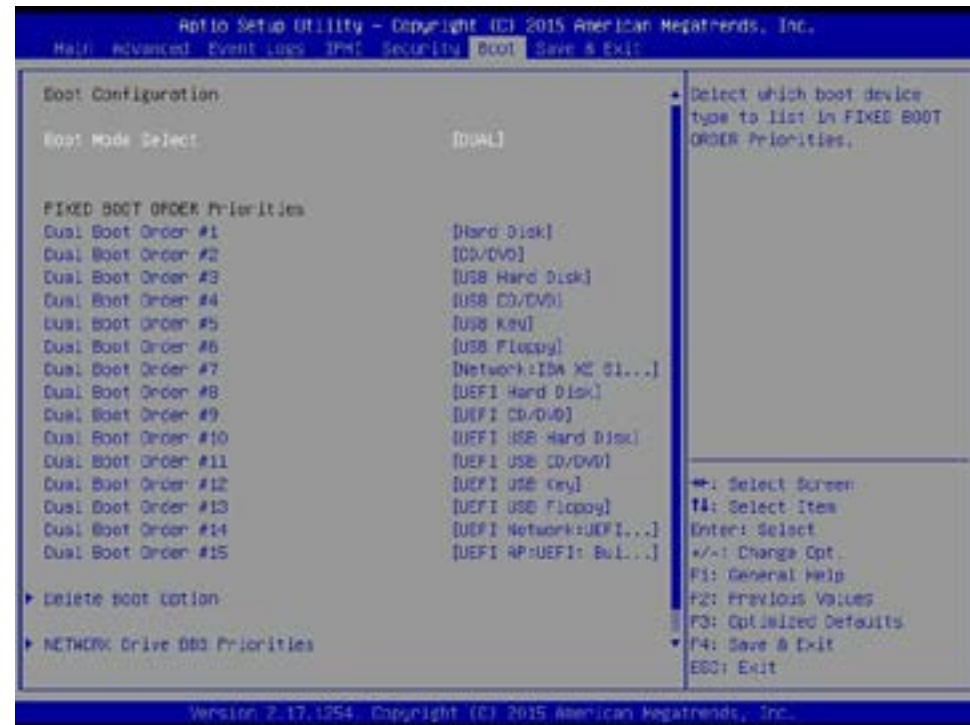 Aptio Setup Utility – Copyright (C) 2015 American Megatrends, Inc.
Main Advanced Event Logs IPMI Security Boot Save & Exit
Boot Configuration
Boot Mode Select [DUAL]
FIXED BOOT ORDER Priorities
Dual Boot Order #1 [Hard Disk]
Dual Boot Order #2 [CD/DVD]
Dual Boot Order #3 [USB Hard Disk]
Dual Boot Order #4 [USB CD/DVD]
Dual Boot Order #5 [USB Key]
Dual Boot Order #6 [USB Floppy]
Dual Boot Order #7 [Network:IBA XE Sl...]
Dual Boot Order #8 [UEFI Hard Disk]
Dual Boot Order #9 [UEFI CD/DVD]
Dual Boot Order #10 [UEFI USB Hard Disk]
Dual Boot Order #11 [UEFI USB CD/DVD]
Dual Boot Order #12 [UEFI USB Key]
Dual Boot Order #13 [UEFI USB Floppy]
Dual Boot Order #14 [UEFI Network:UEFI...]
Dual Boot Order #15 [UEFI AP:UEFI: Bui...]
Delete Boot Option
NETWORK Drive BBS Priorities
Select which boot device
type to list in FIXED BOOT
ORDER Priorities.
: Select Screen
↑↓: Select Item
Enter: Select
+/-: Change Opt.
F1: General Help
F2: Previous Values
F3: Optimized Defaults
F4: Save & Exit
ESC: Exit
Version 2.17.1254. Copyright (C) 2015 American Megatrends, Inc.